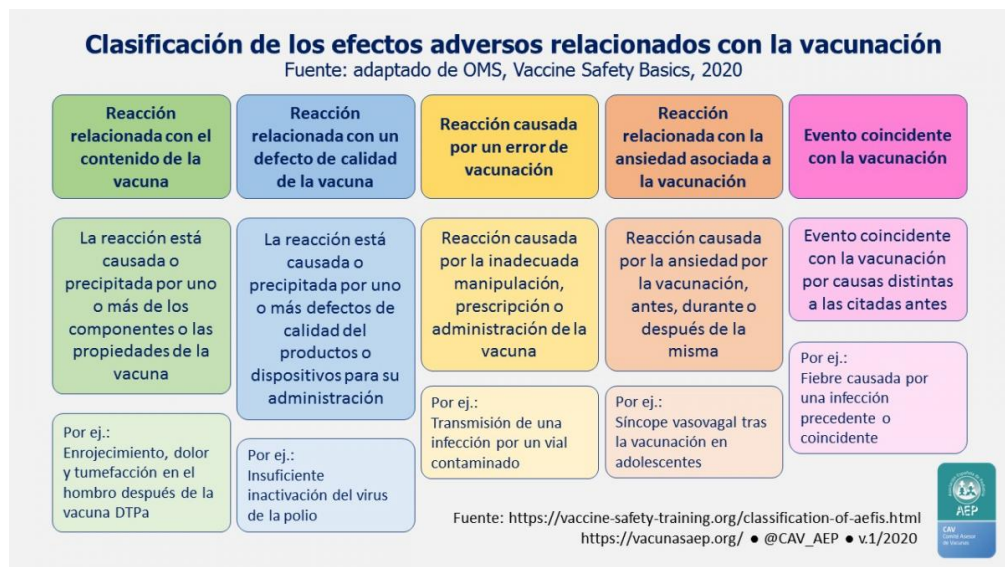 Clasificación de los efectos adversos relacionados con la vacunación
Fuente: adaptado de OMS, Vaccine Safety Basics, 2020
Reacción
relacionada con el
contenido de la
vacuna
La reacción está
causada o
precipitada por uno
o más de los
componentes o las
propiedades de la
vacuna
Por ej.:
Enrojecimiento, dolor
y tumefacción en el
hombro después de la
vacuna DTPa
Reacción
relacionada con un
defecto de calidad
de la vacuna
La reacción está
causada o
precipitada por uno
o más defectos de
calidad del
productos o
dispositivos para su
administración
Por ej.:
Insuficiente
inactivación del virus
de la polio
Reacción causada
por un error de
vacunación
Reacción causada
por la inadecuada
manipulación,
prescripción o
administración de la
vacuna
Por ej.:
Transmisión de una
infección por un vial
contaminado
Reacción
relacionada con la
ansiedad asociada a
la vacunación
Reacción causada
por la ansiedad por
la vacunación,
antes, durante o
después de la
misma
Por ej.:
Síncope vasovagal tras
la vacunación en
adolescentes
Evento coincidente
con la vacunación
Evento coincidente
con la vacunación
por causas distintas
a las citadas antes
Por ej.:
Fiebre causada por
una infección
precedente o
coincidente
Fuente: https://vaccine-safety-training.org/classification-of-aefis.html
https://vacunasaep.org/ ● @CAV_AEP ● v.1/2020
AEP
CAV
Comité Asesor
de Vacunas